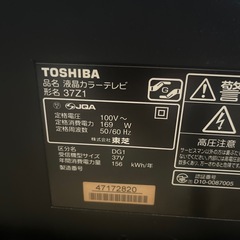 TOSHIBA
品名 液晶カラーテレビ
形名 37Z1
JQA
定格電圧 100V～
定格消費電力 169 W
定格周波数 50/60 Hz
株式会社 東芝
区分名 DG1
受信機型サイズ 37V
年間消費電力量 156 kWh/年
47172820
高圧注意
D10-0087005